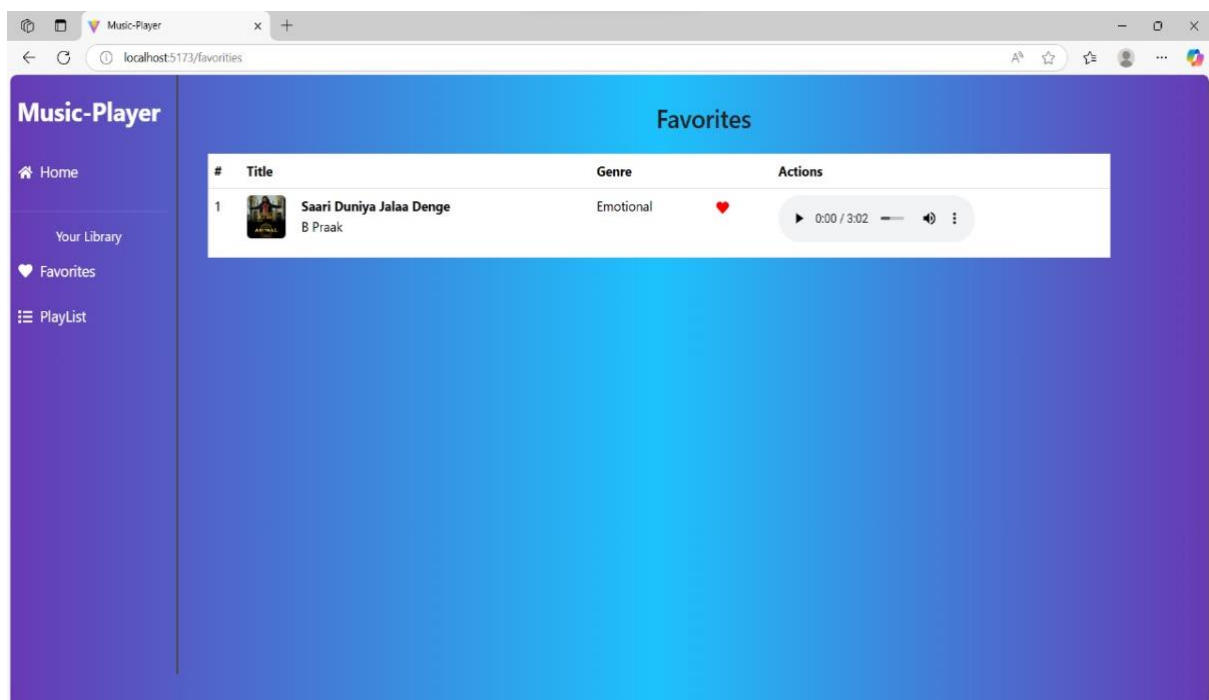 Music-Player
localhost:5173/favorities
Music-Player
Favorites
Home
# Title Genre Actions
1 Saari Duniya Jalaa Denge Emotional 0:00 / 3:02
B Praak
Your Library
Favorites
PlayList